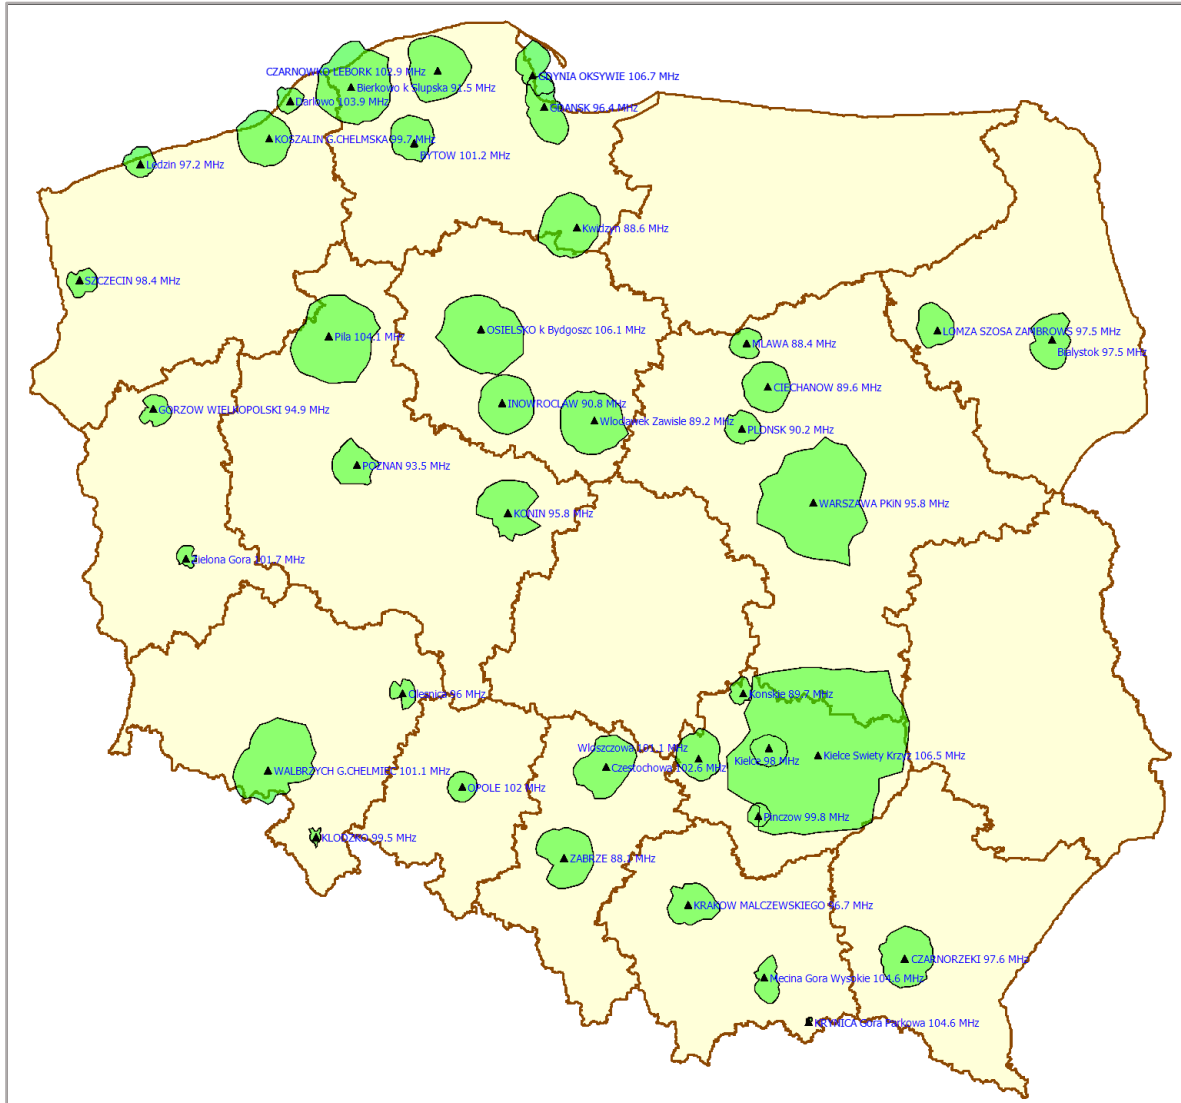 CZARNOWKO LEBORK 102.9 MHz
GDYNIA OKSYWIE 106.7 MHz
Bierkowo k Slupska 91.5 MHz
Darlowo 103.9 MHz
GDANSK 96.4 MHz
KOSZALIN G.CHELMSKA 99.7 MHz
BYTOW 101.2 MHz
Ledzin 97.2 MHz
Kwidzyn 88.6 MHz
SZCZECIN 98.4 MHz
OSIELSKO k Bydgoszc 106.1 MHz
LOMZA SZOSA ZAMBROWS 97.5 MHz
Pila 104.1 MHz
MLAWA 88.4 MHz
Bialystok 97.5 MHz
CIECHANOW 89.6 MHz
INOWROCLAW 90.8 MHz
GORZOW WIELKOPOLSKI 94.9 MHz
Wlodawek Zawisle 89.2 MHz
PLONSK 90.2 MHz
POZNAN 93.5 MHz
WARSZAWA PKiN 95.8 MHz
KONIN 95.8 MHz
Zielona Gora 101.7 MHz
Olesnica 96 MHz
Konskie 89.7 MHz
Wloszczowa 101.1 MHz
Kielce Swiety Krzyz 106.5 MHz
Kielce 98 MHz
Czestochowa 102.6 MHz
WALBRZYCH G.CHELMIEC 101.1 MHz
OPOLE 102 MHz
Pinczow 99.8 MHz
KLODZKO 99.5 MHz
ZABRZE 88.1 MHz
KRAKOW MALCZEWSKIEGO 96.7 MHz
CZARNORZEKI 97.6 MHz
Mecina Gora Wysokie 104.6 MHz
KRYNICA Gora Parkowa 104.6 MHz